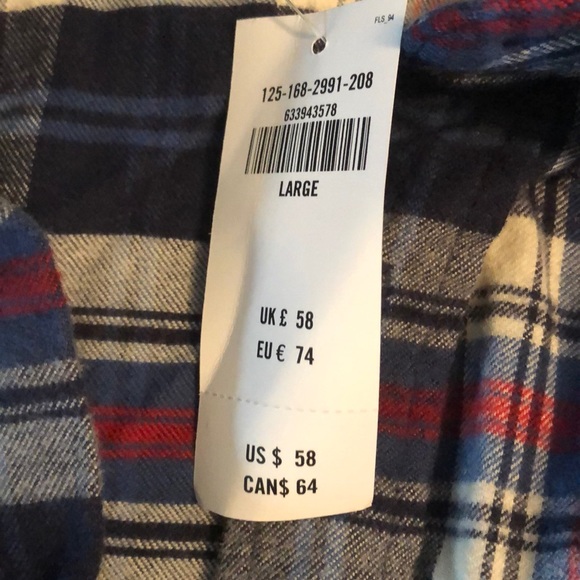 FLS_94
125-168-2991-208
633943578
LARGE
UK £ 58
EU € 74
US $ 58
CAN$ 64